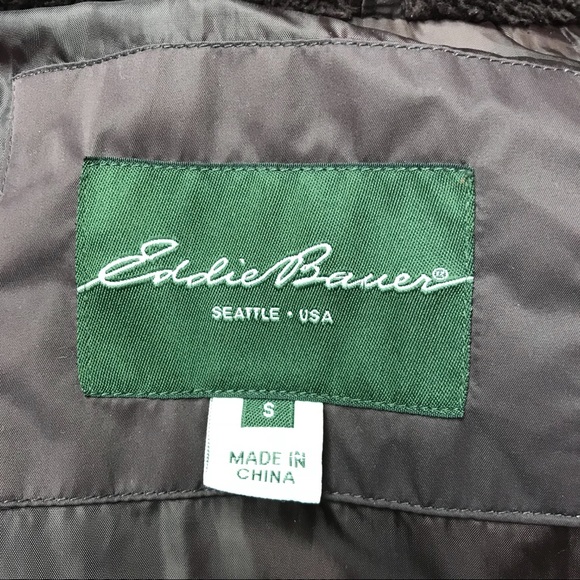 Eddie Bauer®
SEATTLE • USA
S
MADE IN
CHINA